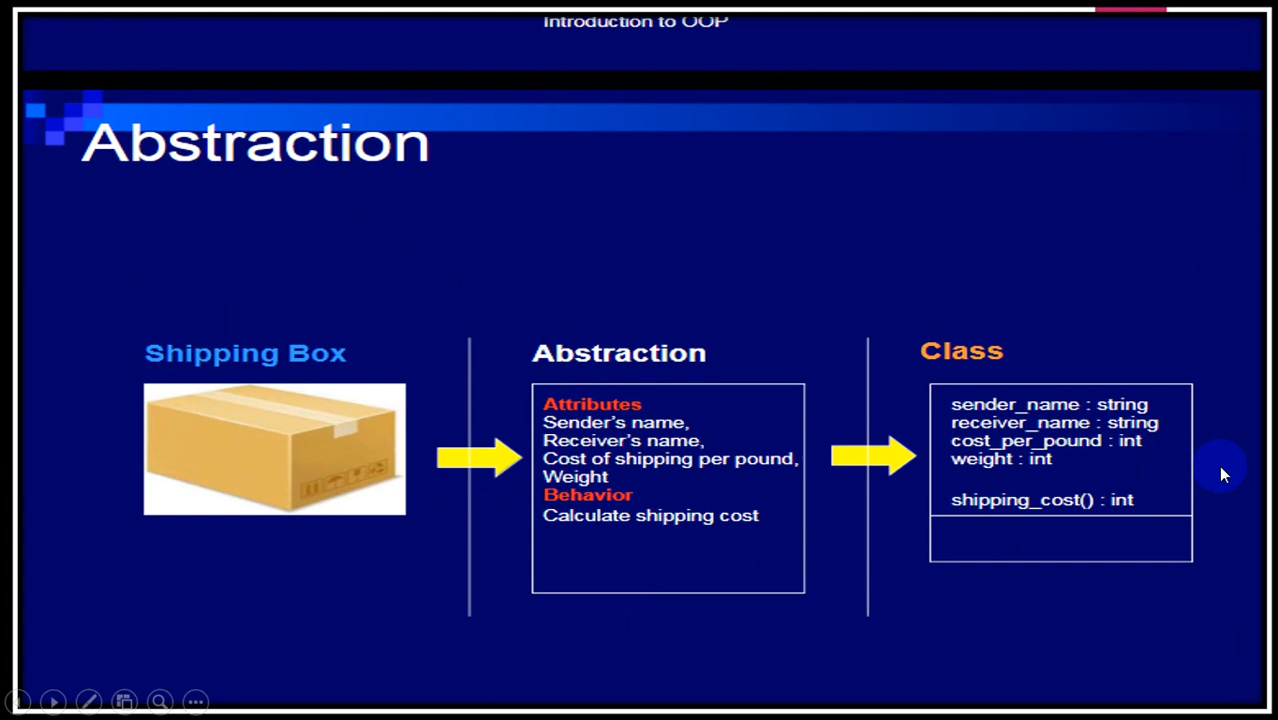 Introduction to OOP
Abstraction
Shipping Box
Abstraction
Class
Attributes
Sender's name,
Receiver's name,
Cost of shipping per pound,
Weight
Behavior
Calculate shipping cost
sender_name : string
receiver_name : string
cost_per_pound : int
weight : int
shipping_cost() : int